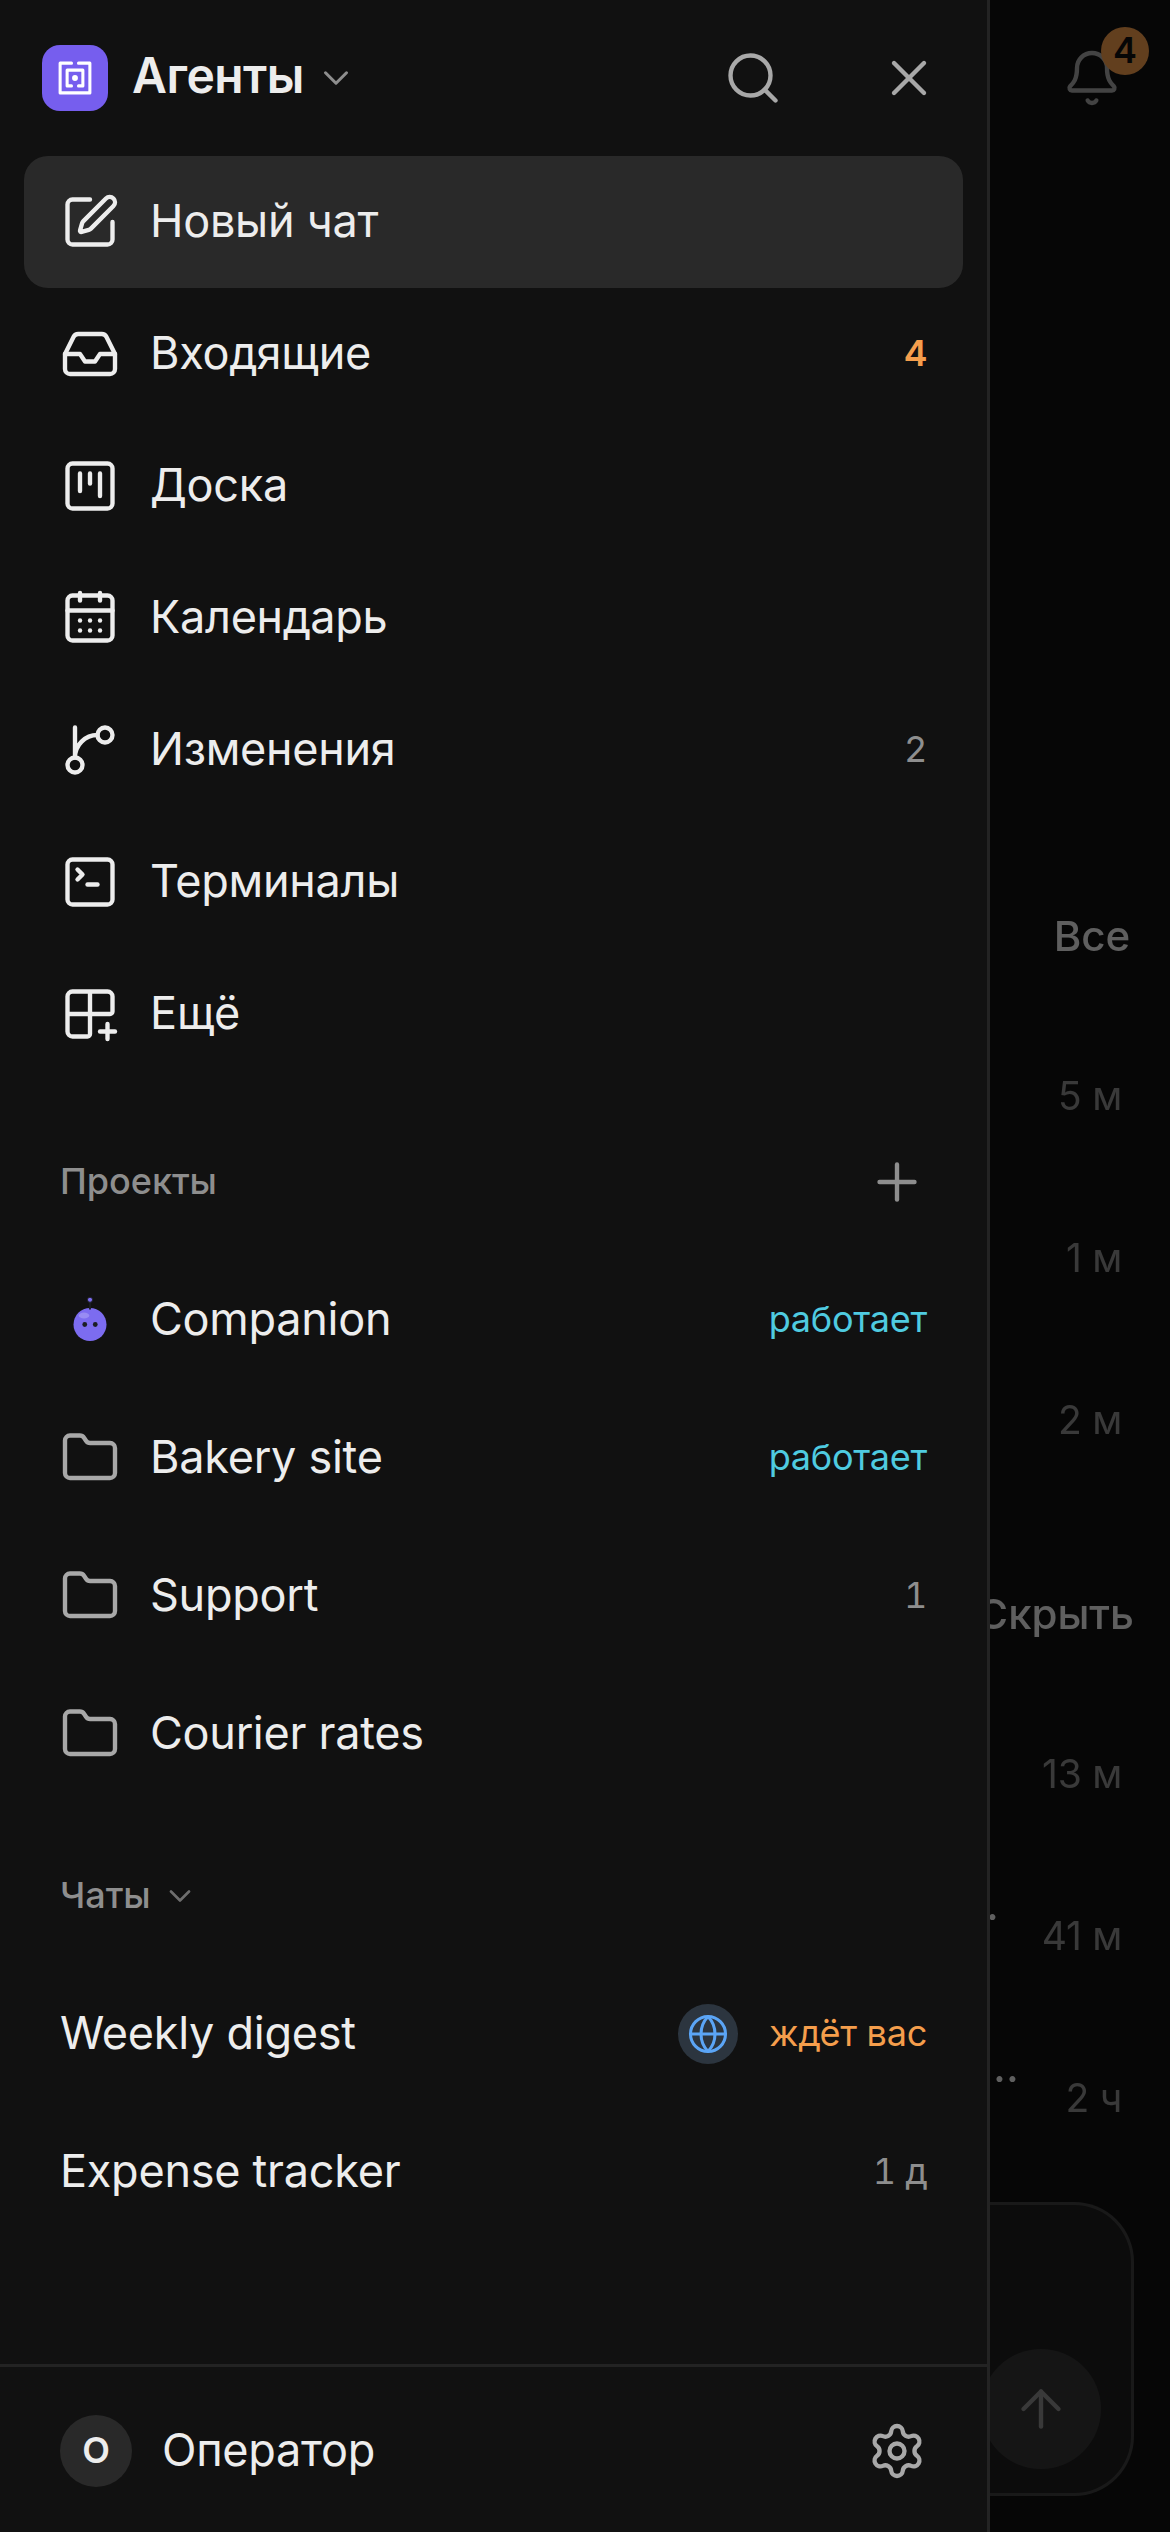 Агенты
4
Новый чат
Входящие 4
Доска
Календарь
Изменения 2
Терминалы
Ещё
Проекты
Companion работает
Bakery site работает
Support 1
Courier rates
Чаты
Weekly digest ждёт вас
Expense tracker 1 д
О Оператор
Все
5 м
1 м
2 м
Скрыть
13 м
41 м
2 ч